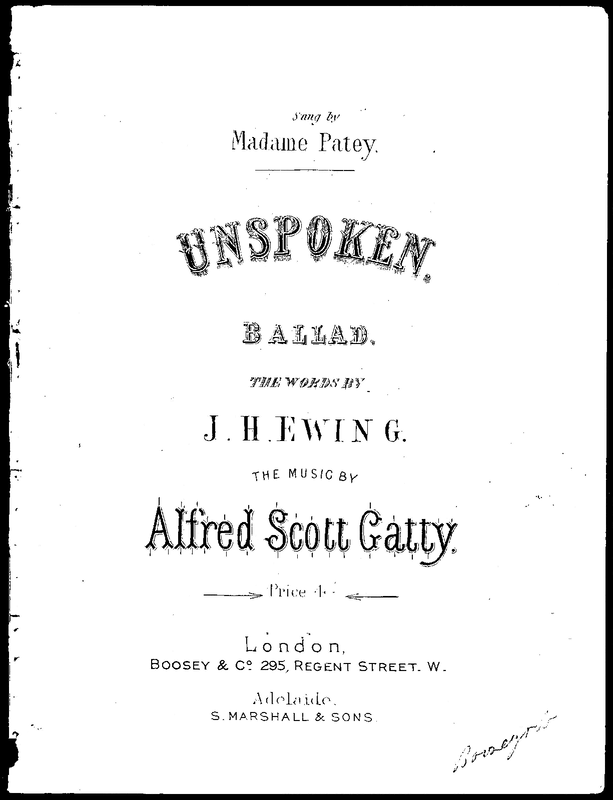 Sung by
Madame Patey.
UNSPOKEN.
BALLAD.
THE WORDS BY
J. H. EWING.
THE MUSIC BY
Alfred Scott Gatty.
Price 4
London,
BOOSEY & Co. 295, REGENT STREET. W.
Adelaide.
S. MARSHALL & SONS.